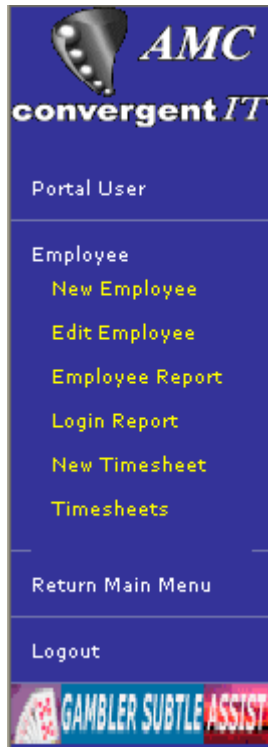 AMC
convergent IT
Portal User
Employee
New Employee
Edit Employee
Employee Report
Login Report
New Timesheet
Timesheets
Return Main Menu
Logout
GAMBLER SUBTLE ASSIST